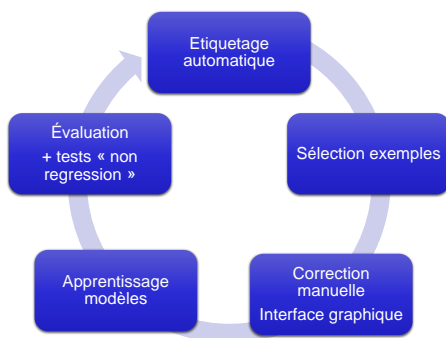 Etiquetage
automatique
Sélection exemples
Correction
manuelle
Interface graphique
Apprentissage
modèles
Évaluation
+ tests « non
regression »